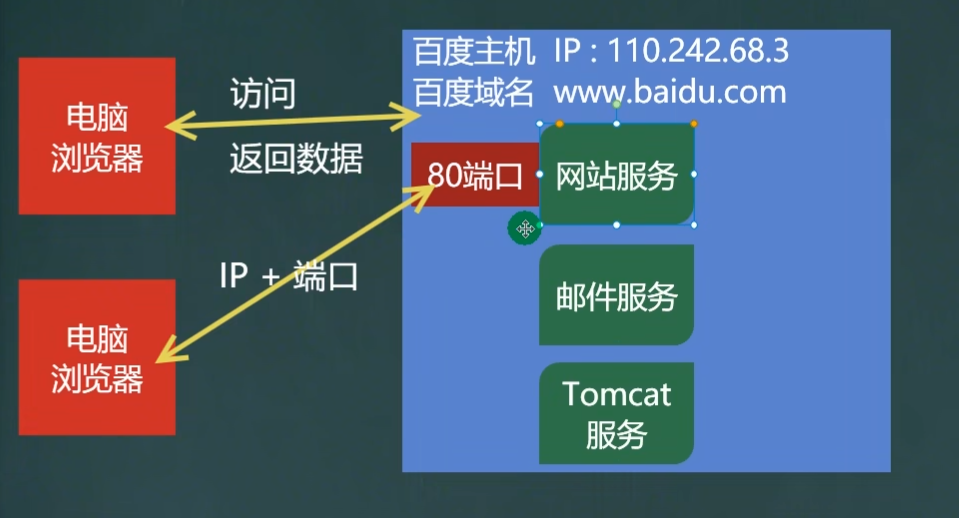 百度主机 IP : 110.242.68.3
百度域名 www.baidu.com
电脑
浏览器
访问
返回数据
80端口
网站服务
IP + 端口
邮件服务
电脑
浏览器
Tomcat
服务